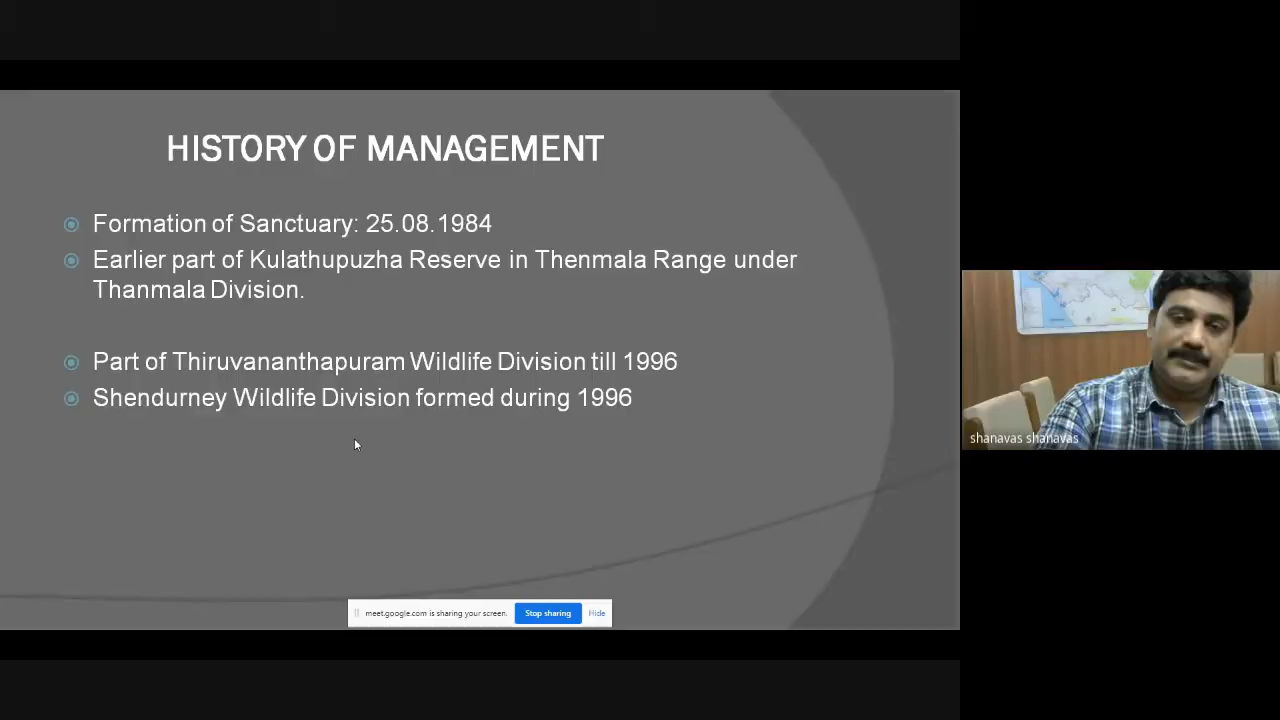 HISTORY OF MANAGEMENT
Formation of Sanctuary: 25.08.1984
Earlier part of Kulathupuzha Reserve in Thenmala Range under
Thanmala Division.
Part of Thiruvananthapuram Wildlife Division till 1996
Shendurney Wildlife Division formed during 1996
meet.google.com is sharing your screen. Stop sharing Hide
shanavas shanavas